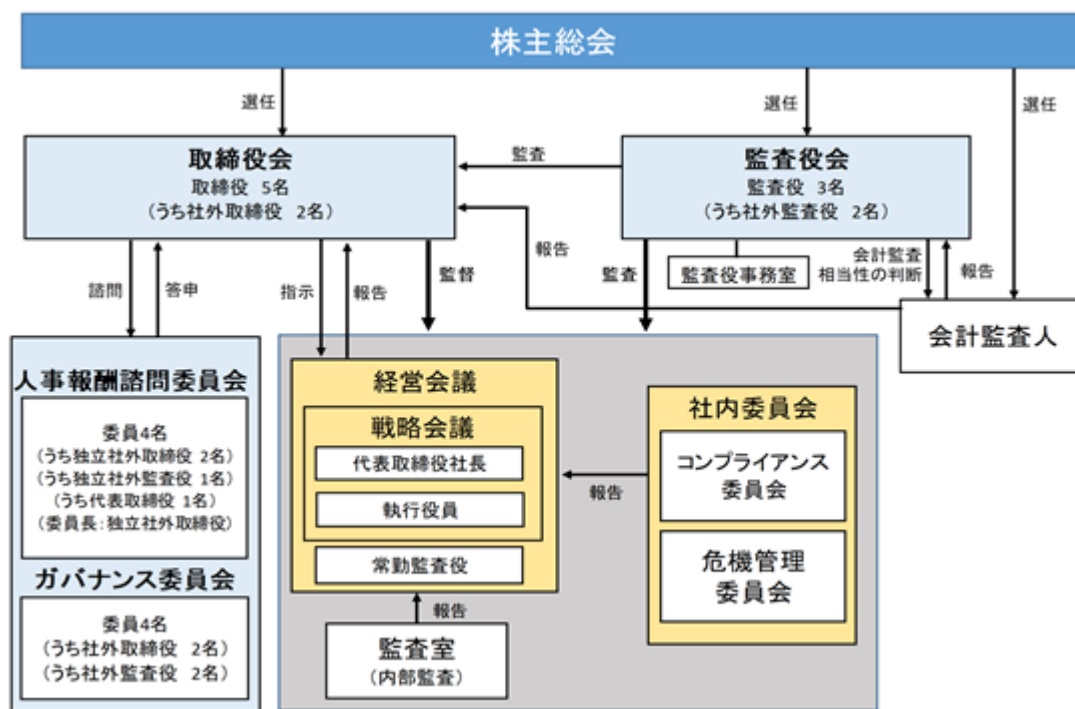 株主総会
選任
選任
選任
取締役会
取締役 5名
(うち社外取締役 2名)
監査
監査役会
監査役 3名
(うち社外監査役 2名)
諮問
答申
指示
報告
監督
報告
監査
監査役事務室
会計監査
相当性の判断
報告
会計監査人
人事報酬諮問委員会
委員4名
(うち独立社外取締役 2名)
(うち独立社外監査役 1名)
(うち代表取締役 1名)
(委員長:独立社外取締役)
ガバナンス委員会
委員4名
(うち社外取締役 2名)
(うち社外監査役 2名)
経営会議
戦略会議
代表取締役社長
執行役員
常勤監査役
報告
監査室
(内部監査)
報告
社内委員会
コンプライアンス
委員会
危機管理
委員会